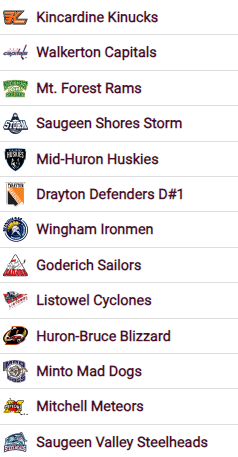 Kincardine Kinucks
Walkerton Capitals
Mt. Forest Rams
Saugeen Shores Storm
Mid-Huron Huskies
Drayton Defenders D#1
Wingham Ironmen
Goderich Sailors
Listowel Cyclones
Huron-Bruce Blizzard
Minto Mad Dogs
Mitchell Meteors
Saugeen Valley Steelheads